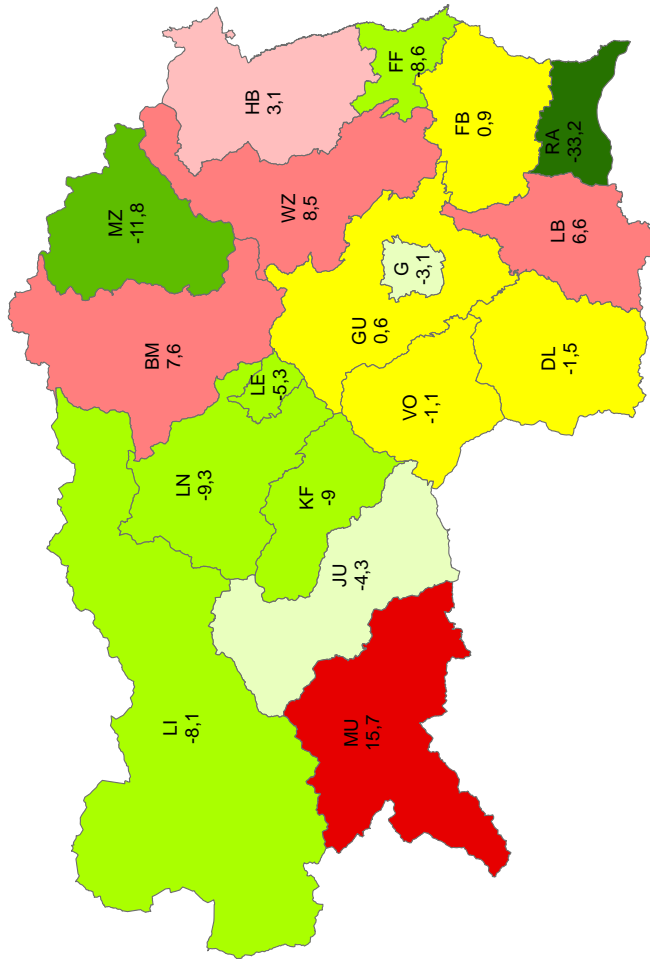 HB
3,1
FF
-8,6
MZ
-11,8
WZ
8,5
FB
0,9
RA
-33,2
LB
6,6
G
-3,1
GU
0,6
BM
7,6
LE
-5,3
VO
-1,1
DL
-1,5
LN
-9,3
KF
-9
JU
-4,3
LI
-8,1
MU
15,7